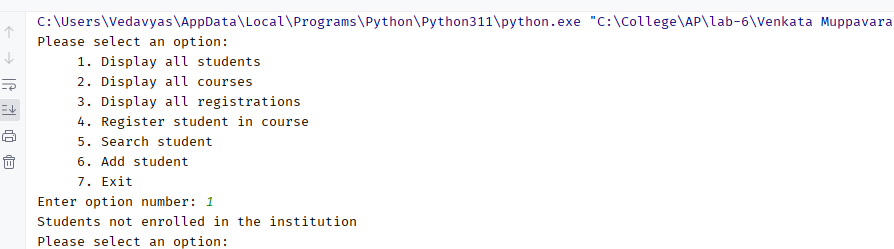 C:\Users\Vedavyas\AppData\Local\Programs\Python\Python311\python.exe "C:\College\AP\lab-6\Venkata Muppavara
Please select an option:
1. Display all students
2. Display all courses
3. Display all registrations
4. Register student in course
5. Search student
6. Add student
7. Exit
Enter option number: 1
Students not enrolled in the institution
Please select an option: